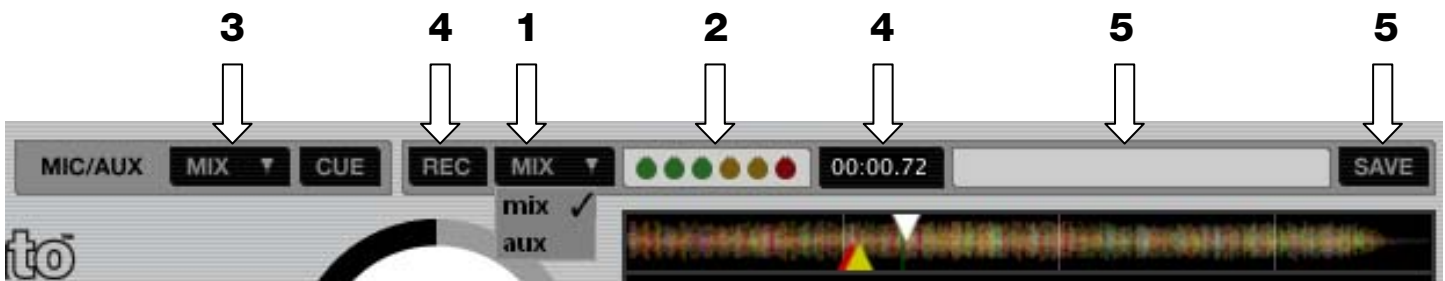 3 4 1 2 4 5 5
MIC/AUX MIX CUE REC MIX 00:00.72 SAVE
mix
aux
to